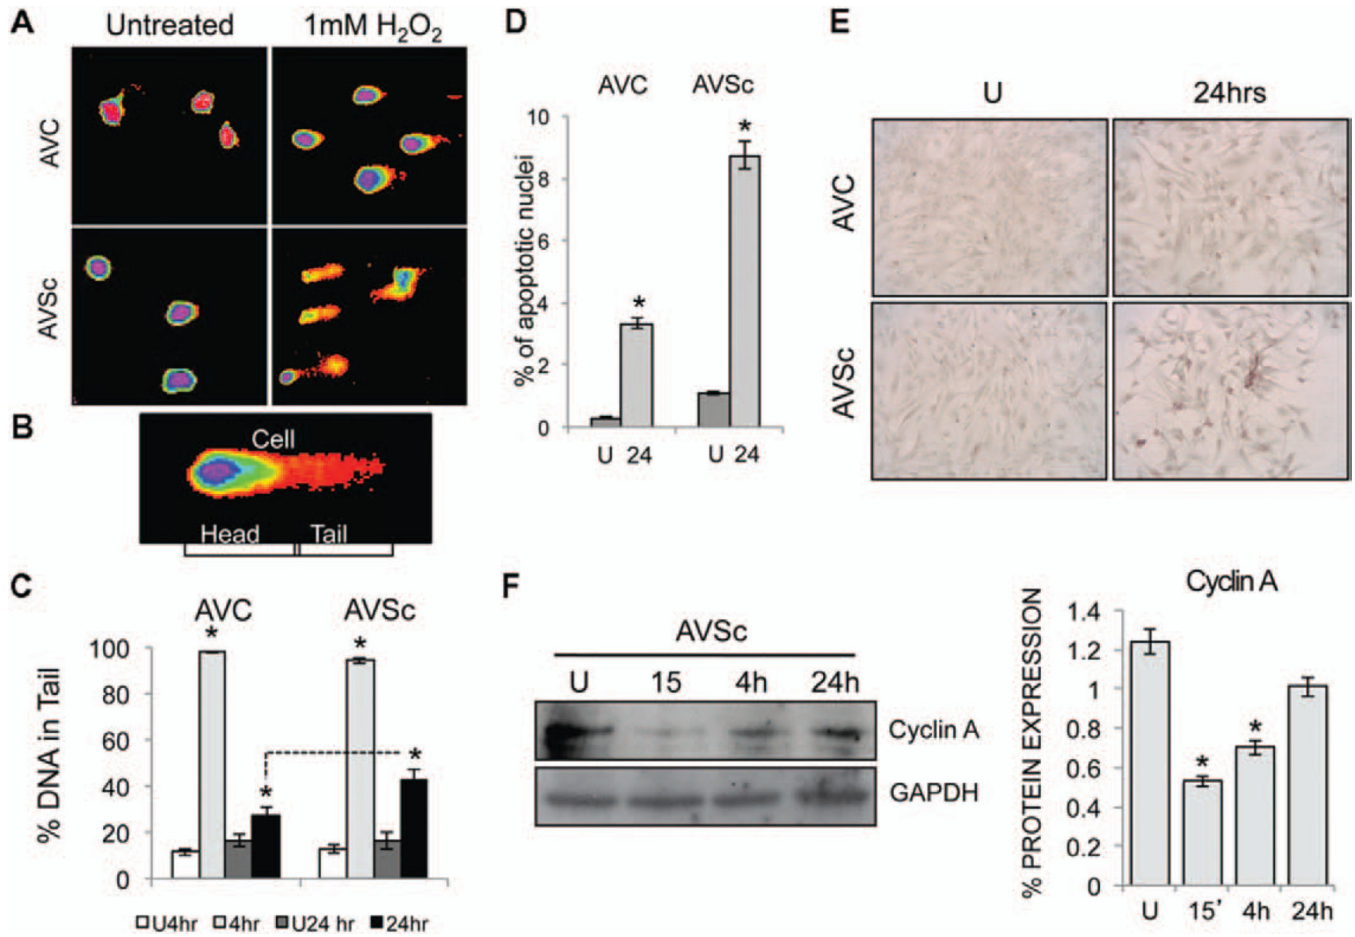 A
Untreated
1mM H₂O₂
AVC
AVSc
B
Cell
Head
Tail
C
AVC
AVSc
% DNA in Tail
100
80
60
40
20
0
*
*
*
*
U4hr
4hr
U24 hr
24hr
D
AVC
AVSc
% of apoptotic nuclei
10
8
6
4
2
0
*
*
U 24
U 24
E
U
24hrs
AVC
AVSc
F
AVSc
U 15 4h 24h
Cyclin A
GAPDH
Cyclin A
% PROTEIN EXPRESSION
1.4
1.2
1
0.8
0.6
0.4
0.2
0
*
*
U 15' 4h 24h